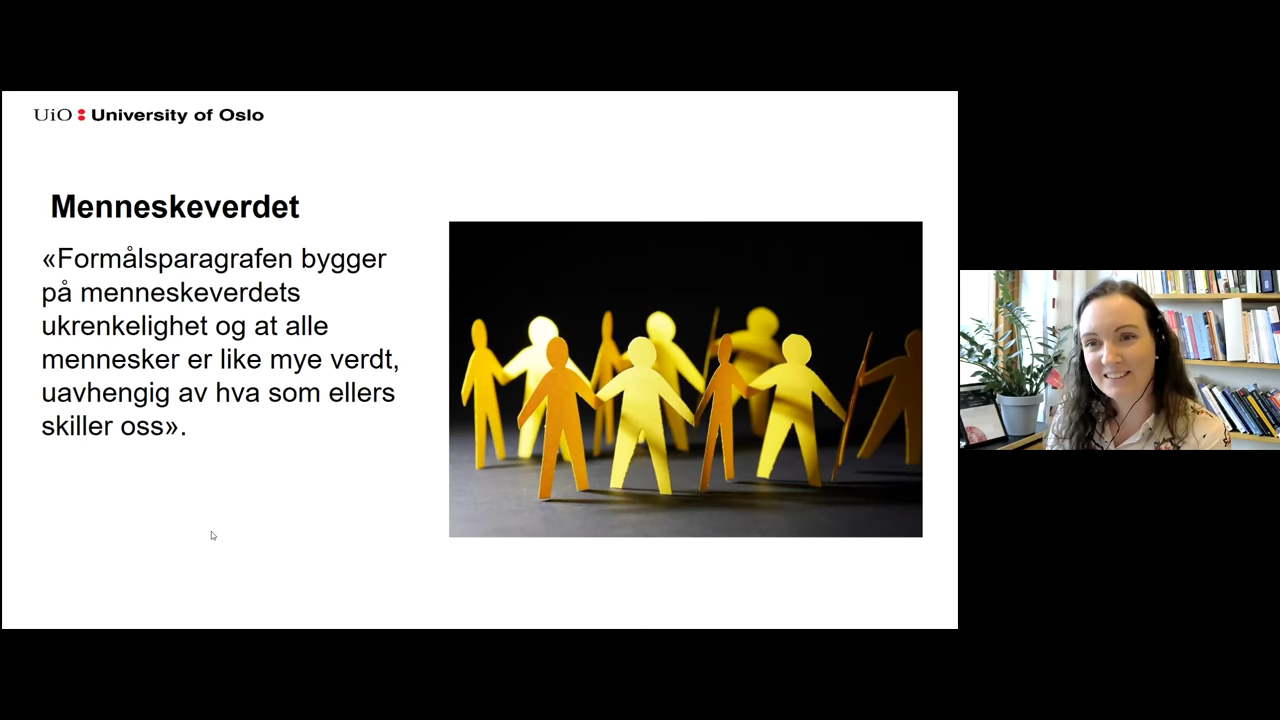 UiO University of Oslo
Menneskeverdet
«Formålsparagrafen bygger
på menneskeverdets
ukrenkelighet og at alle
mennesker er like mye verdt,
uavhengig av hva som ellers
skiller oss».